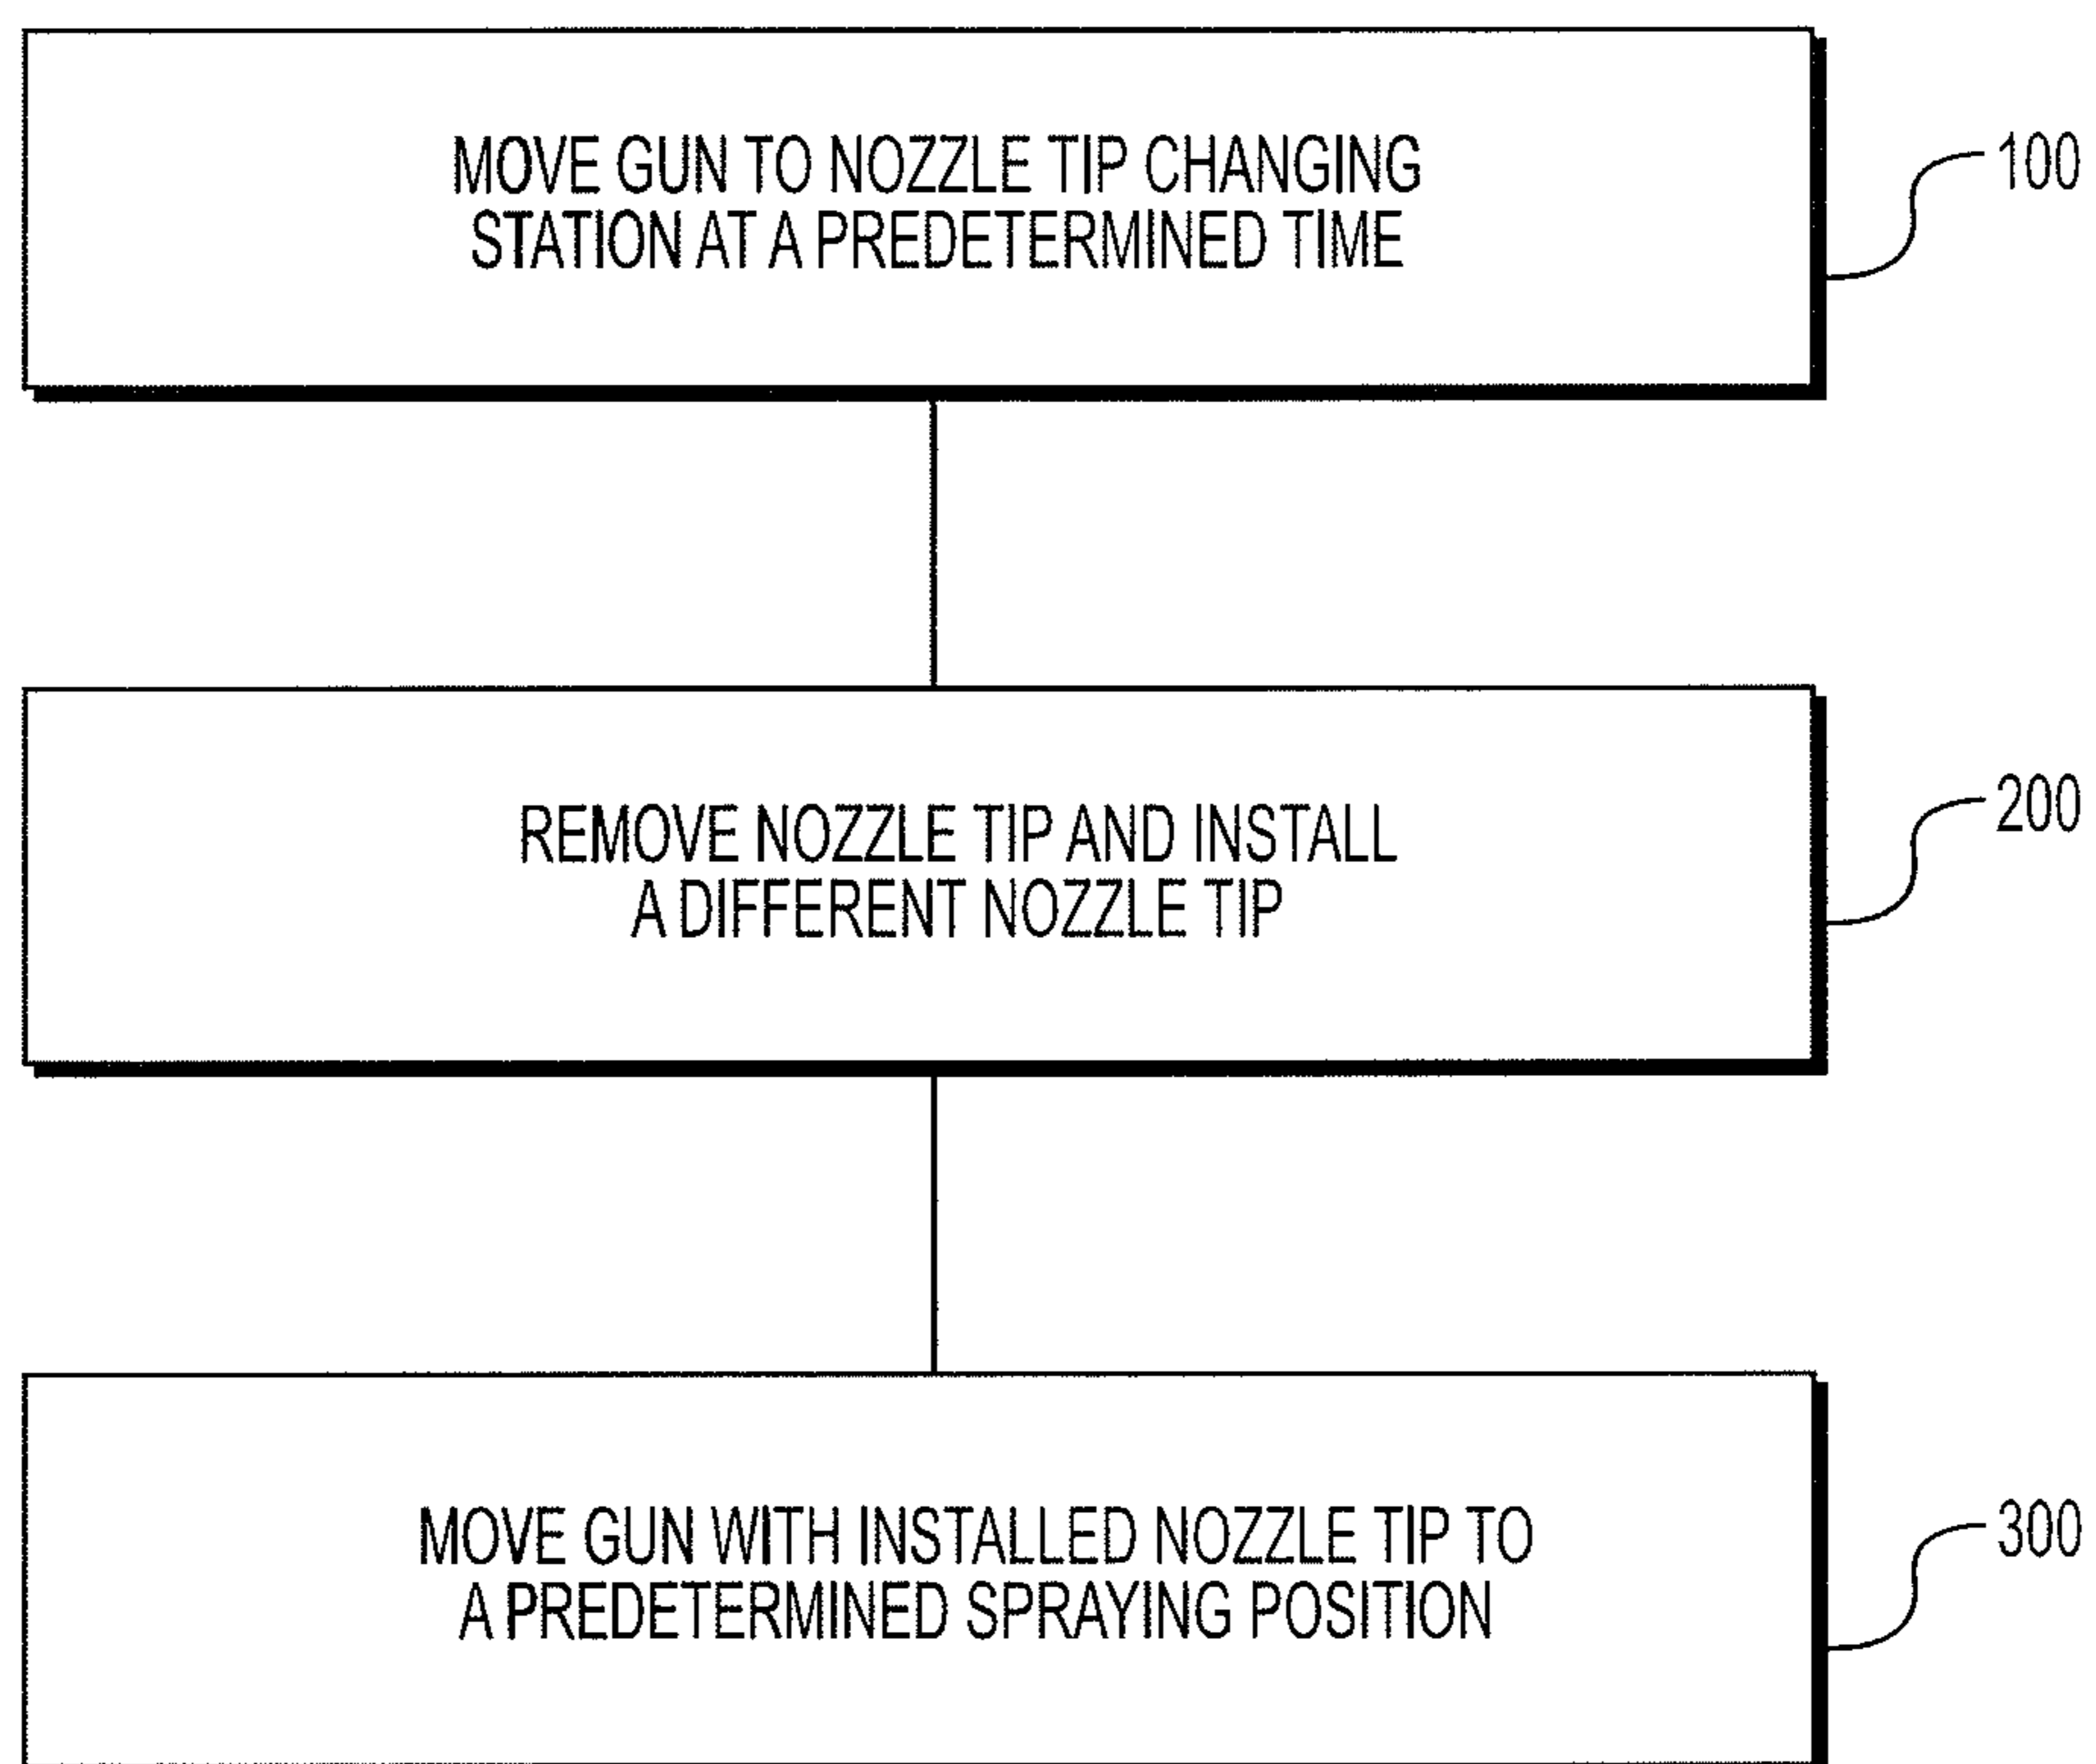 MOVE GUN TO NOZZLE TIP CHANGING
STATION AT A PREDETERMINED TIME
100
REMOVE NOZZLE TIP AND INSTALL
A DIFFERENT NOZZLE TIP
200
MOVE GUN WITH INSTALLED NOZZLE TIP TO
A PREDETERMINED SPRAYING POSITION
300